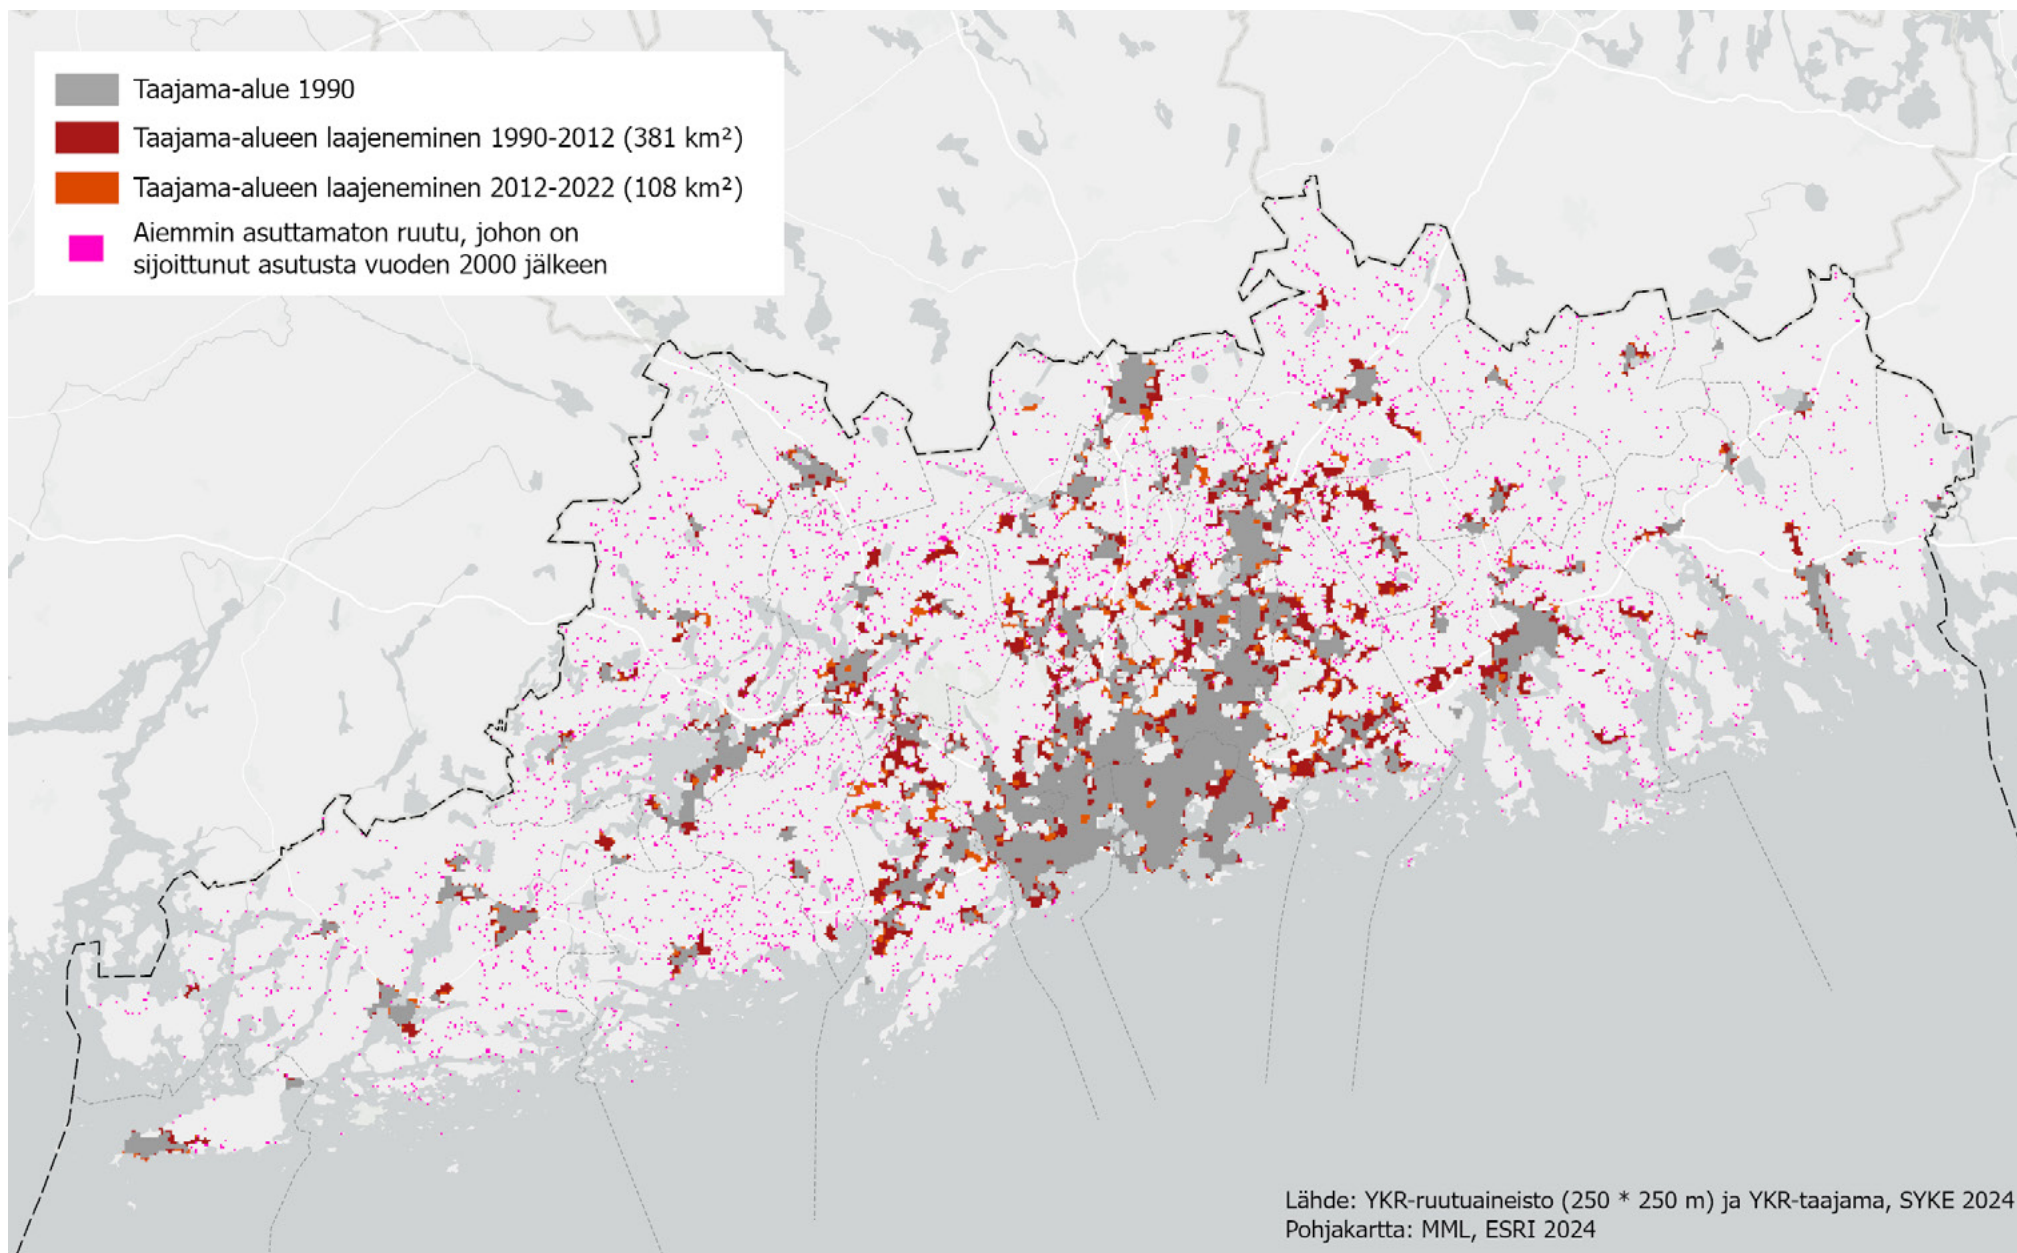 Taajama-alue 1990
Taajama-alueen laajeneminen 1990-2012 (381 km²)
Taajama-alueen laajeneminen 2012-2022 (108 km²)
Aiemmin asuttamaton ruutu, johon on
sijoittunut asutusta vuoden 2000 jälkeen
Lähde: YKR-ruutuaineisto (250 * 250 m) ja YKR-taajama, SYKE 2024
Pohjakartta: MML, ESRI 2024